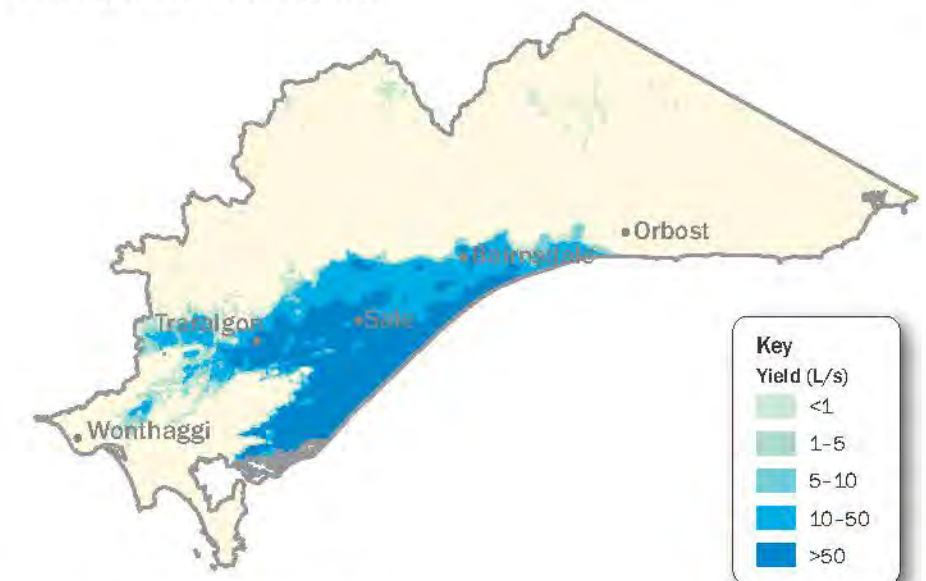 Orbost
Bairnsdale
Sale
Traralgon
Wonthaggi
Key
Yield (L/s)
<1
1-5
5-10
10-50
>50